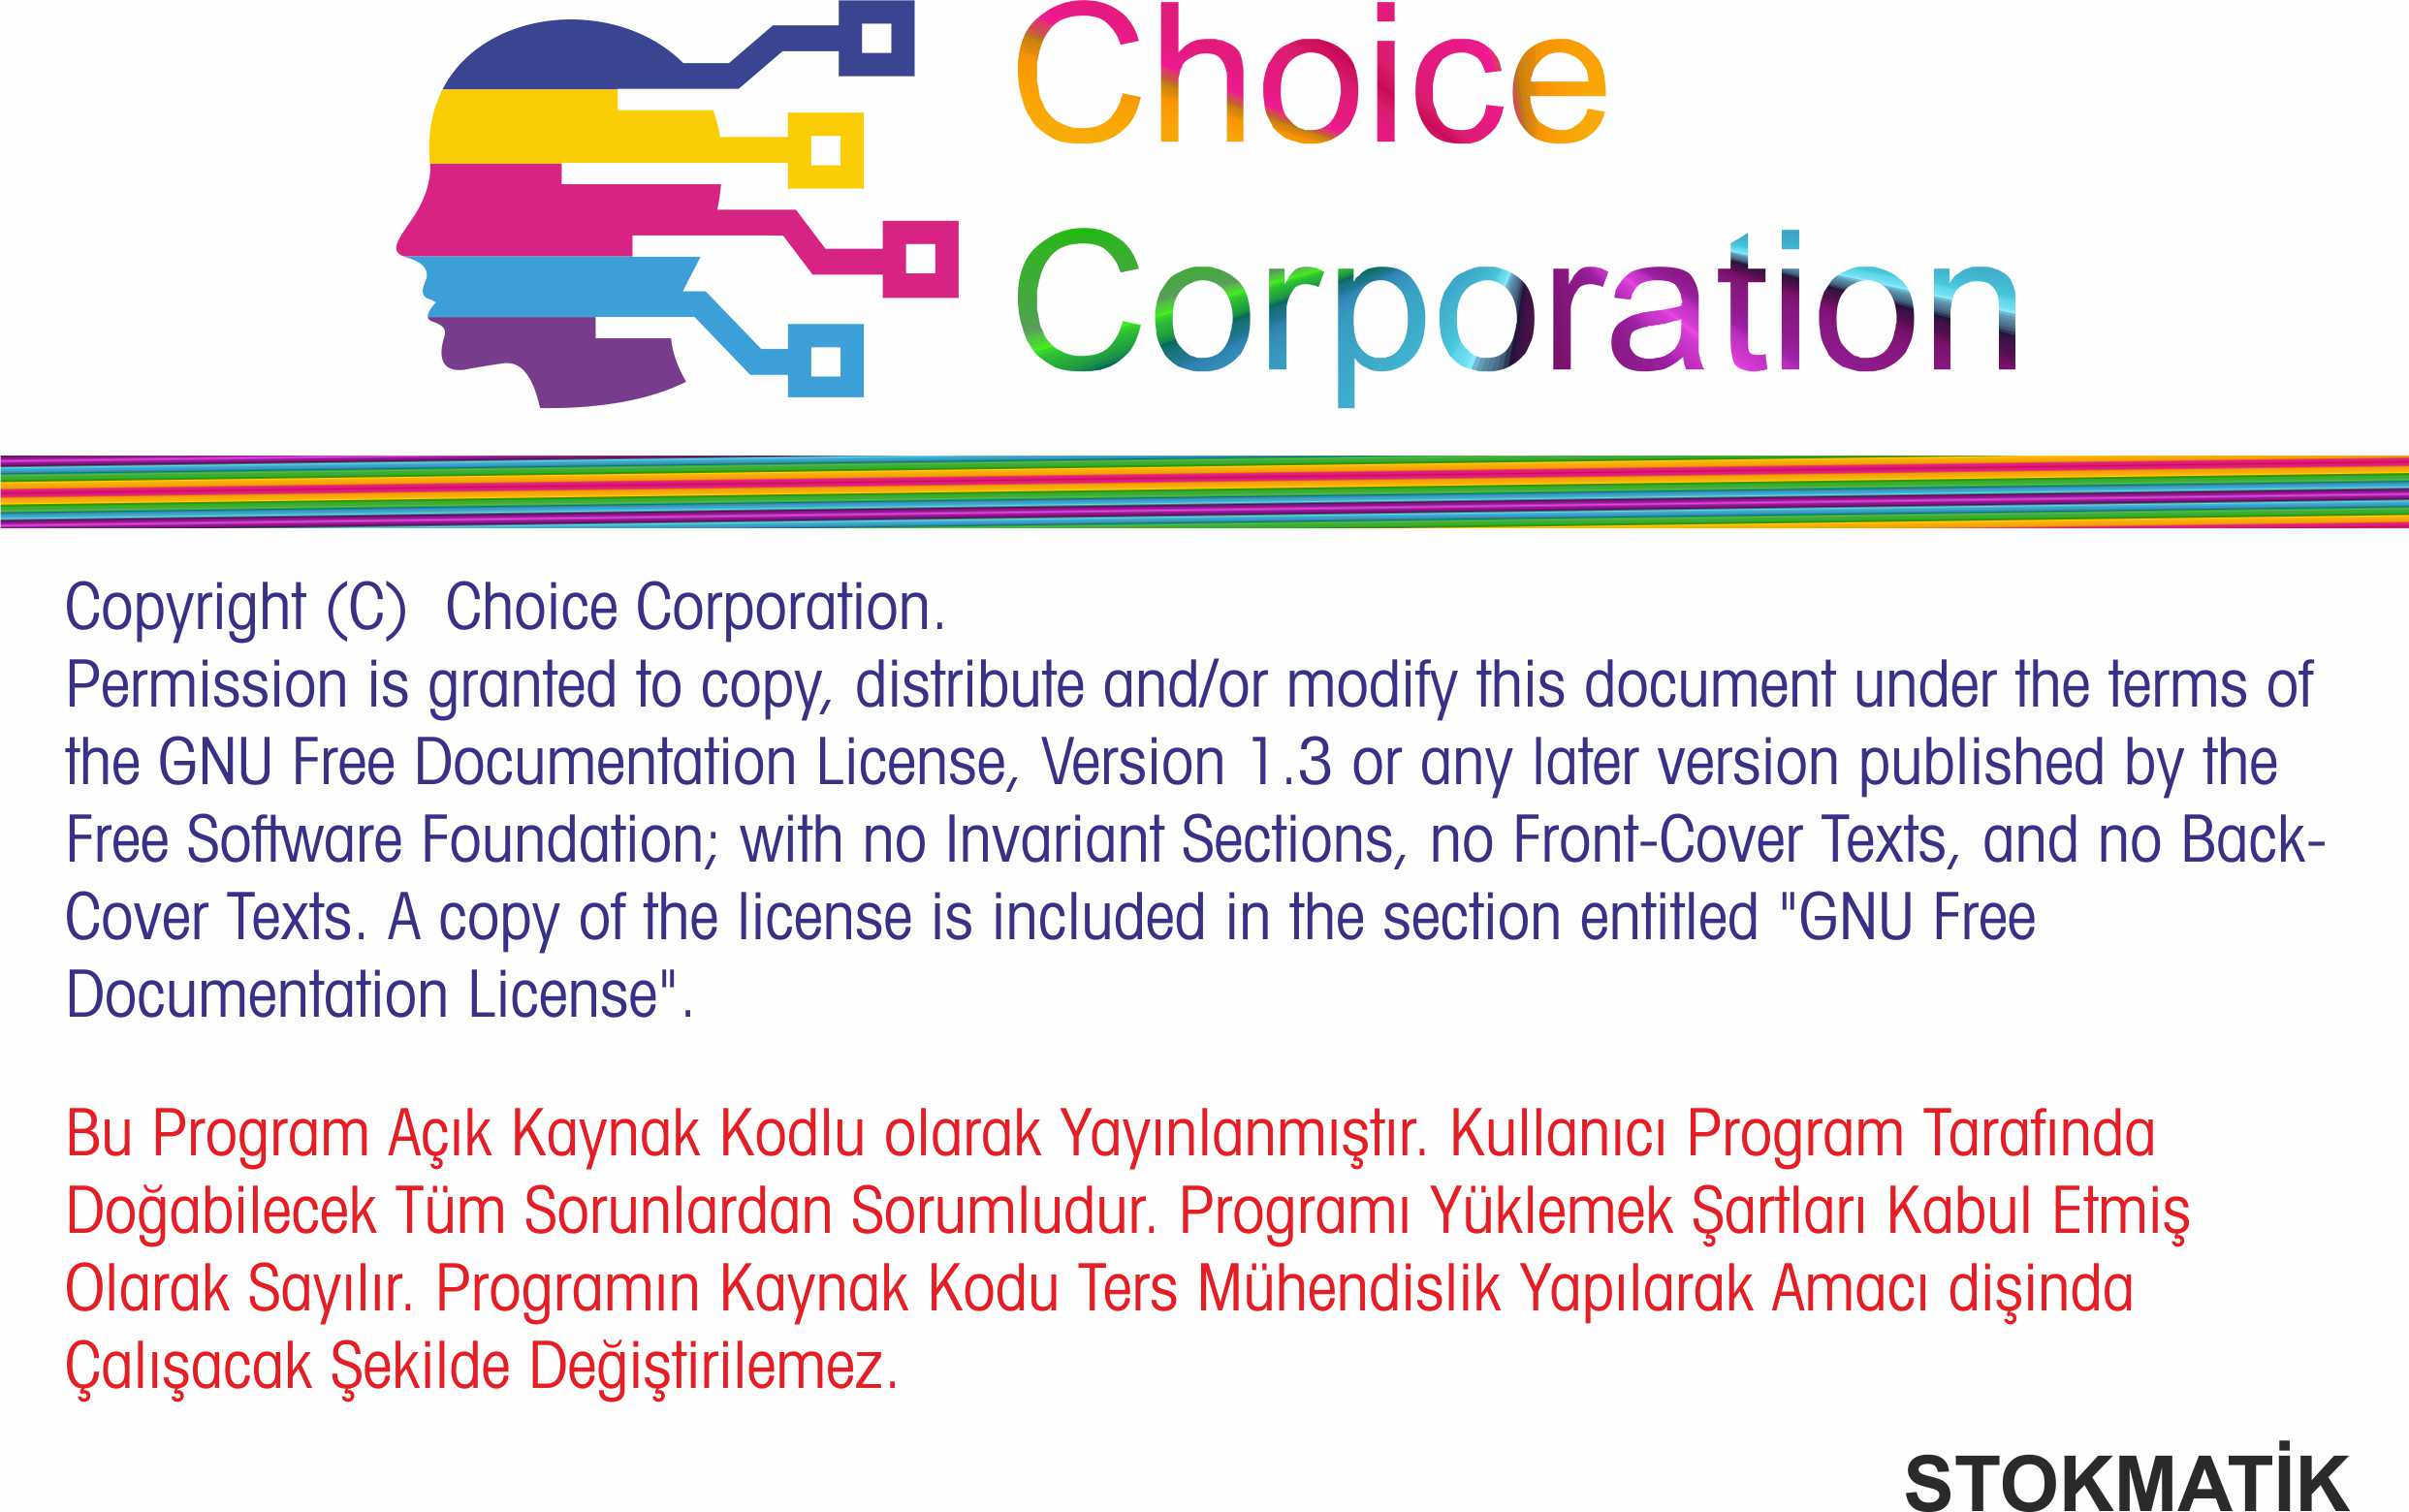 Choice
Corporation
Copyright (C)  Choice Corporation.
Permission is granted to copy, distribute and/or modify this document under the terms of
the GNU Free Documentation License, Version 1.3 or any later version published by the
Free Software Foundation; with no Invariant Sections, no Front-Cover Texts, and no Back-
Cover Texts. A copy of the license is included in the section entitled "GNU Free
Documentation License".
Bu Program Açık Kaynak Kodlu olarak Yayınlanmıştır. Kullanıcı Program Tarafında
Doğabilecek Tüm Sorunlardan Sorumludur. Programı Yüklemek Şartları Kabul Etmiş
Olarak Sayılır. Programın Kaynak Kodu Ters Mühendislik Yapılarak Amacı dişinda
Çalışacak Şekilde Değiştirilemez.
STOKMATİK